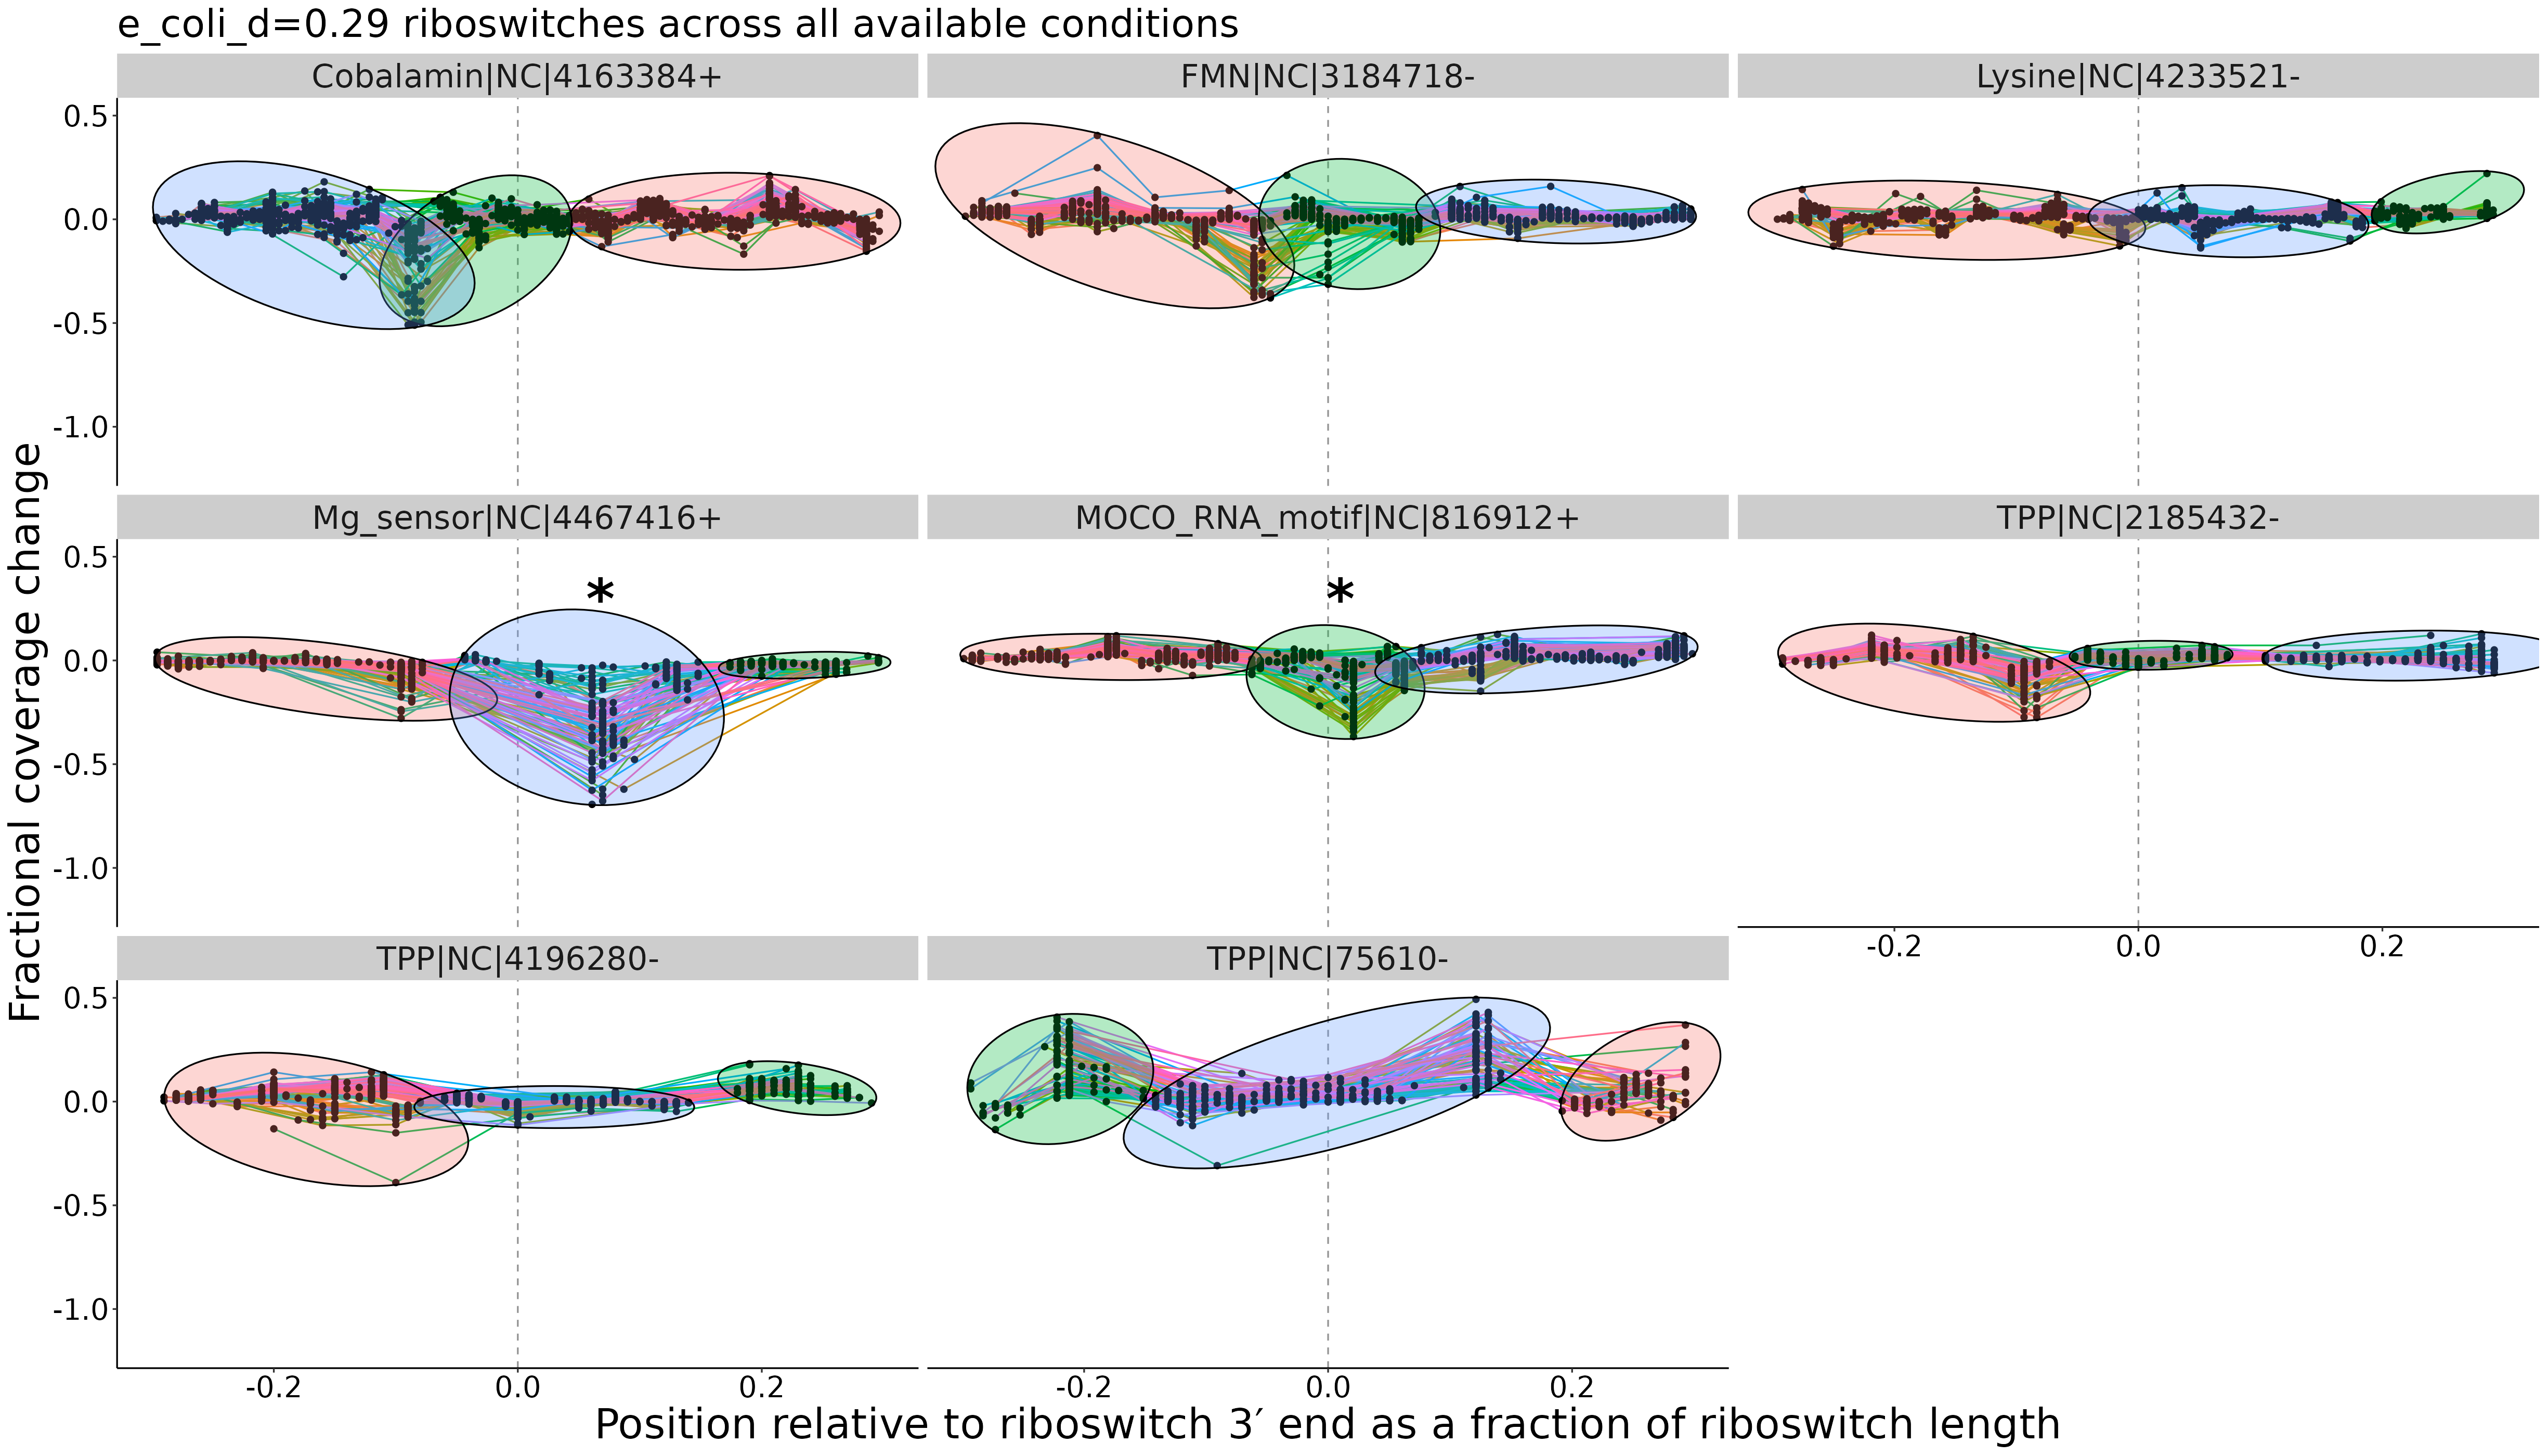 e_coli_d=0.29 riboswitches across all available conditions
Cobalamin|NC|4163384+
FMN|NC|3184718-
Lysine|NC|4233521-
0.5
0.0
-0.5
-1.0
Mg_sensor|NC|4467416+
MOCO_RNA_motif|NC|816912+
TPP|NC|2185432-
0.5
0.0
-0.5
-1.0
*
*
-0.2 0.0 0.2
TPP|NC|4196280-
TPP|NC|75610-
0.5
0.0
-0.5
-1.0
-0.2 0.0 0.2
-0.2 0.0 0.2
Fractional coverage change
Position relative to riboswitch 3′ end as a fraction of riboswitch length